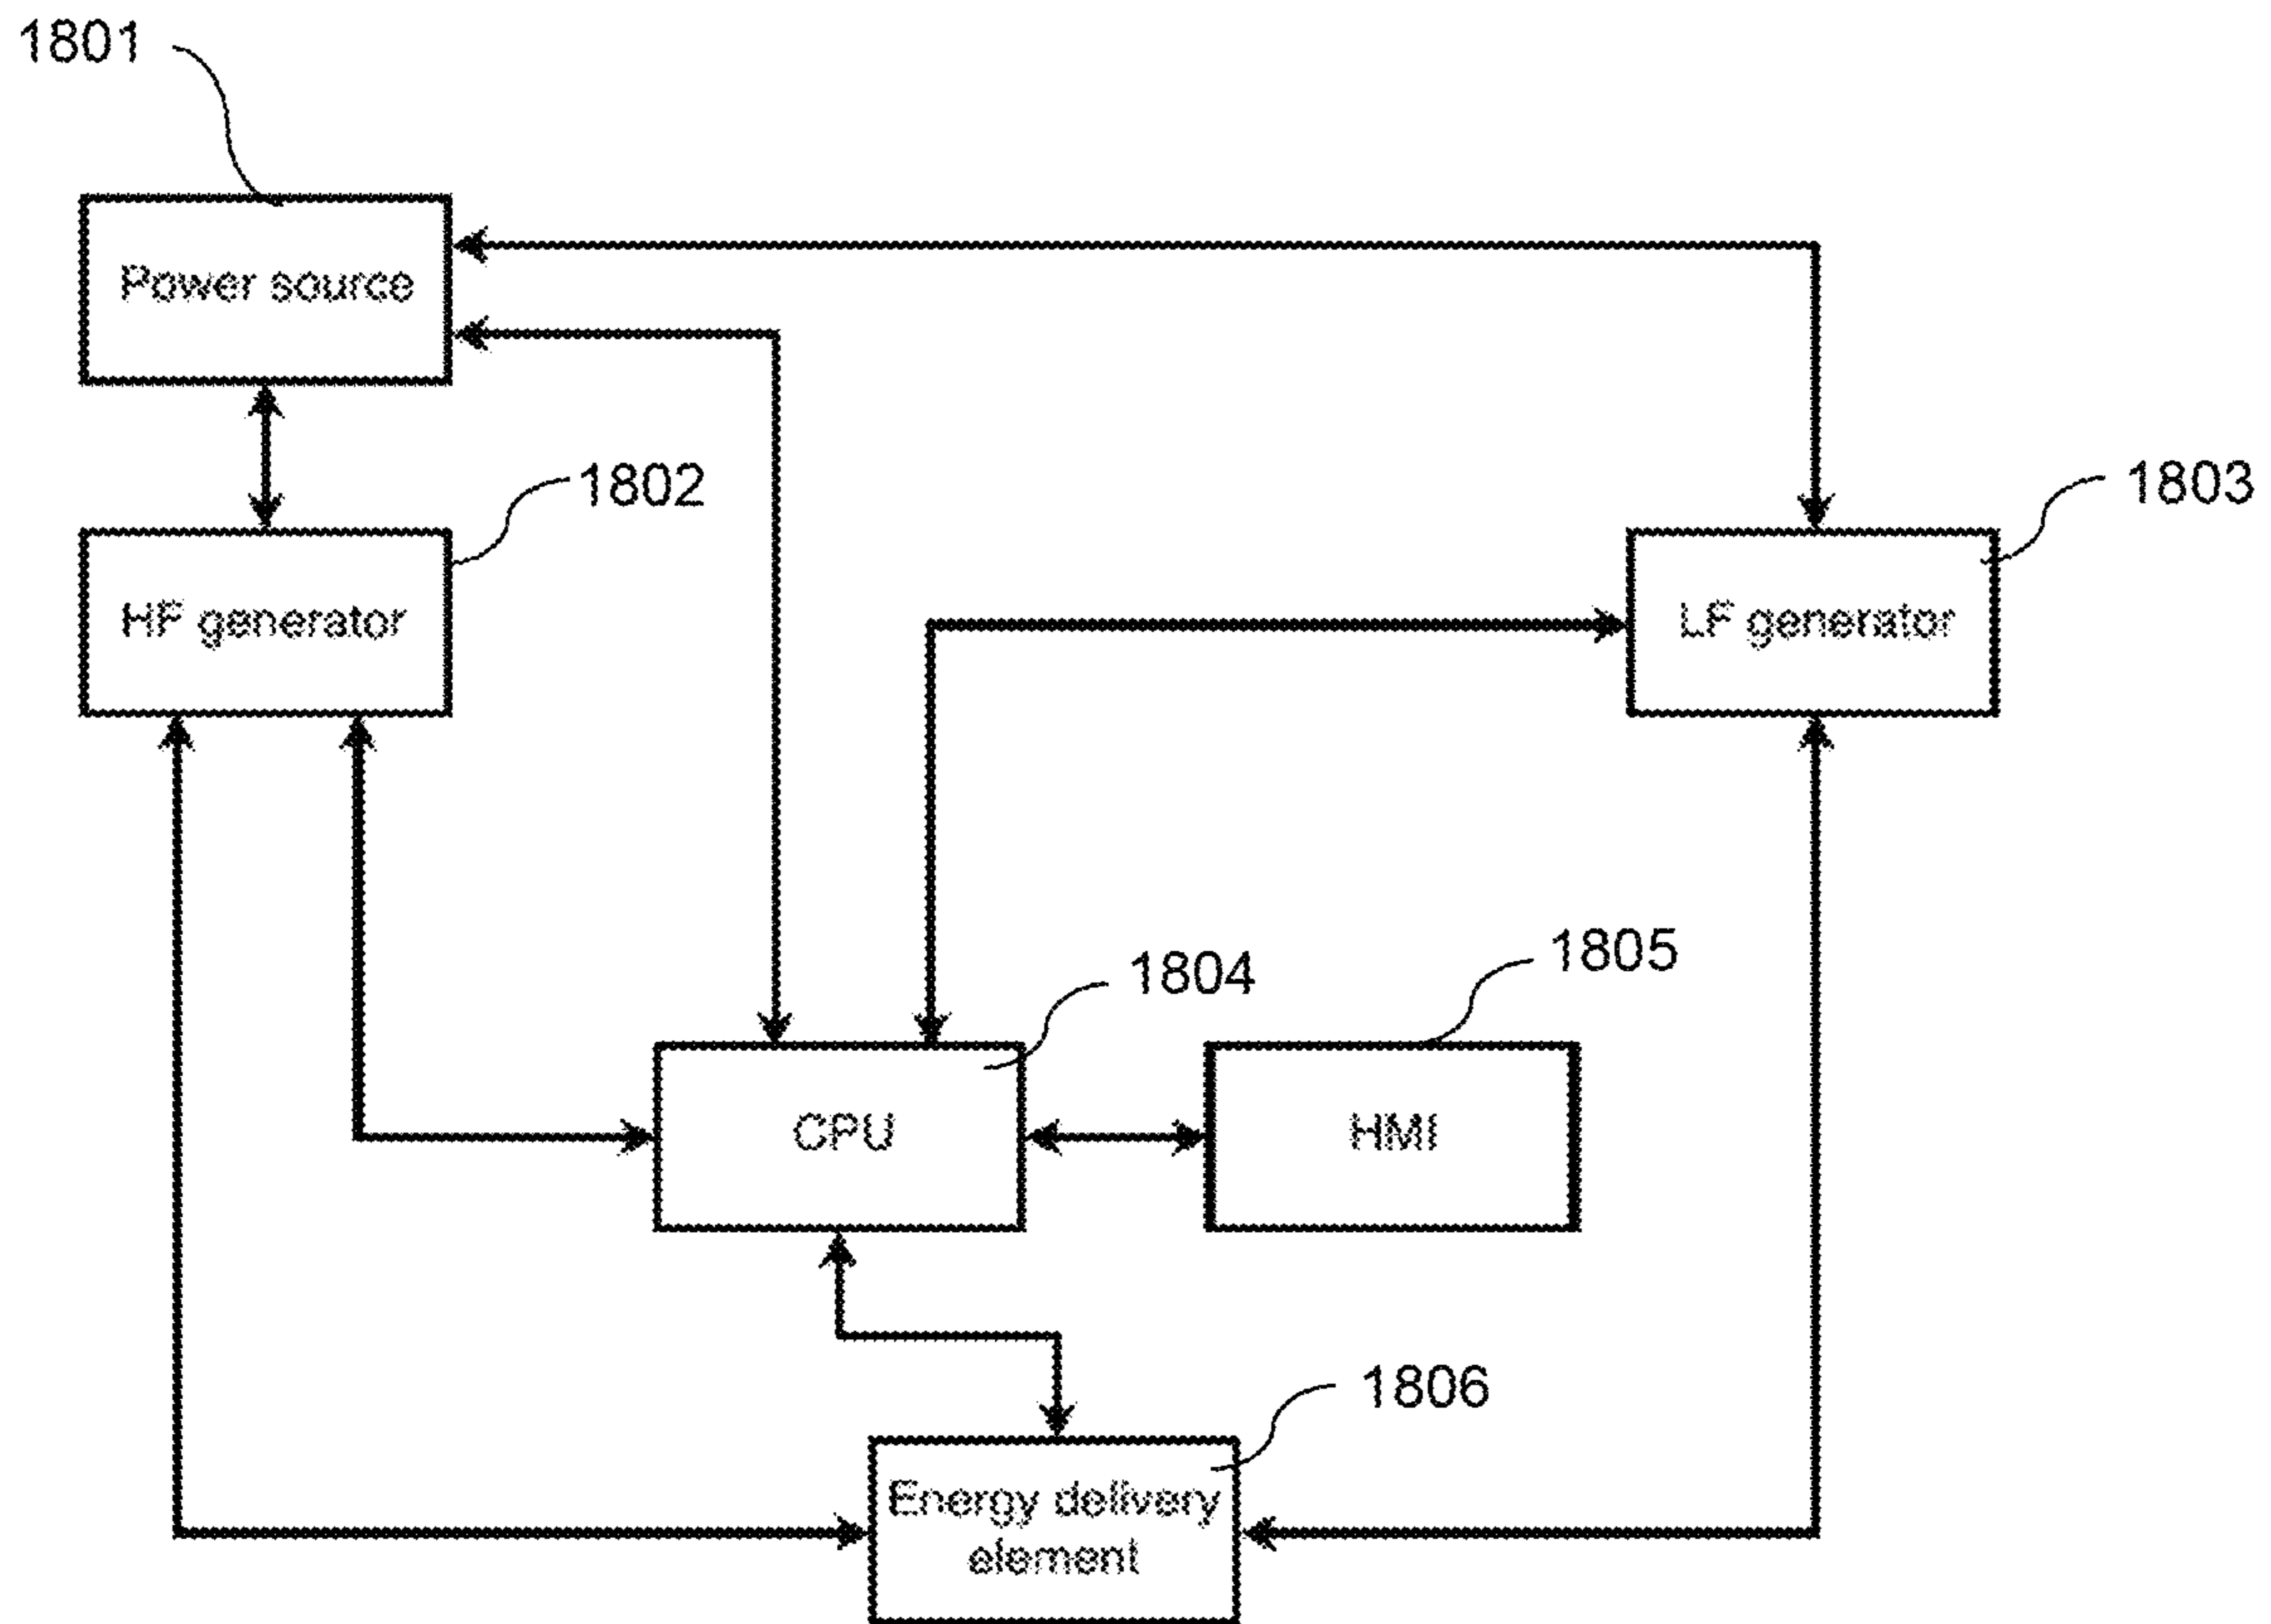 1801
Power source
1802
1803
HF generator
LF generator
1804
1805
CPU
HMI
1806
Energy delivery
element